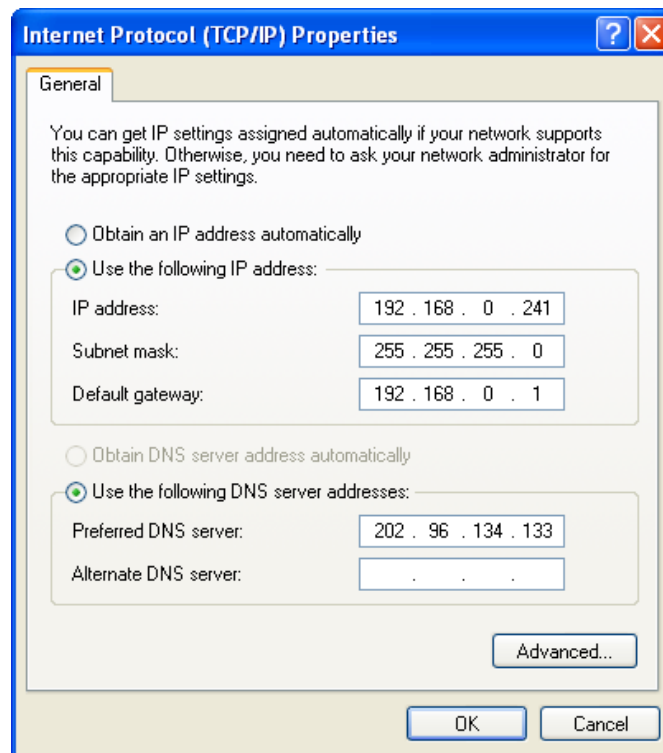 Internet Protocol (TCP/IP) Properties
General
You can get IP settings assigned automatically if your network supports
this capability. Otherwise, you need to ask your network administrator for
the appropriate IP settings.
Obtain an IP address automatically
Use the following IP address:
IP address: 192 . 168 . 0 . 241
Subnet mask: 255 . 255 . 255 . 0
Default gateway: 192 . 168 . 0 . 1
Obtain DNS server address automatically
Use the following DNS server addresses:
Preferred DNS server: 202 . 96 . 134 . 133
Alternate DNS server: . . .
Advanced...
OK Cancel